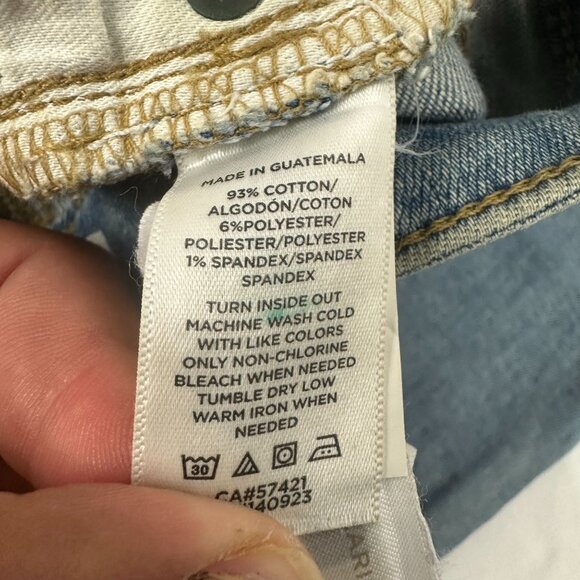 MADE IN GUATEMALA
93% COTTON/
ALGODÓN/COTON
6%POLYESTER/
POLIESTER/POLYESTER
1% SPANDEX/SPANDEX
SPANDEX
TURN INSIDE OUT
MACHINE WASH COLD
WITH LIKE COLORS
ONLY NON-CHLORINE
BLEACH WHEN NEEDED
TUMBLE DRY LOW
WARM IRON WHEN
NEEDED
30
CA#57421
140923